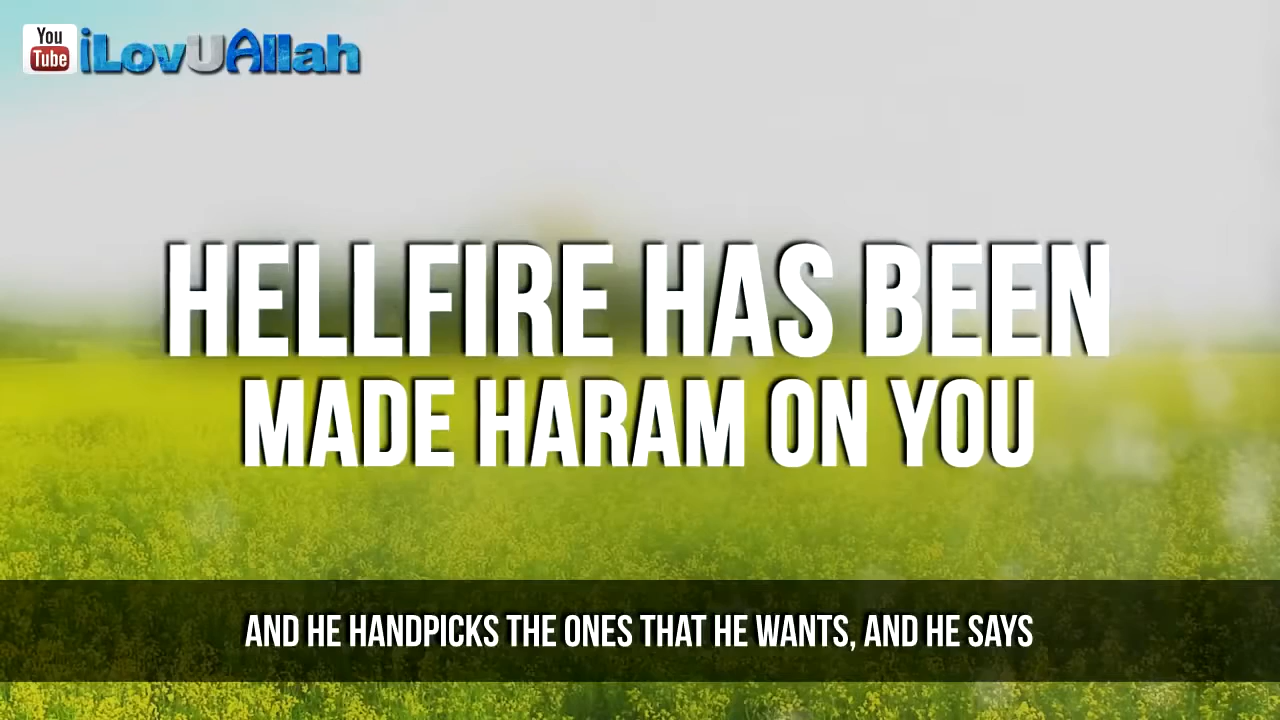 You
Tube
iLovUAllah
HELLFIRE HAS BEEN
MADE HARAM ON YOU
AND HE HANDPICKS THE ONES THAT HE WANTS, AND HE SAYS